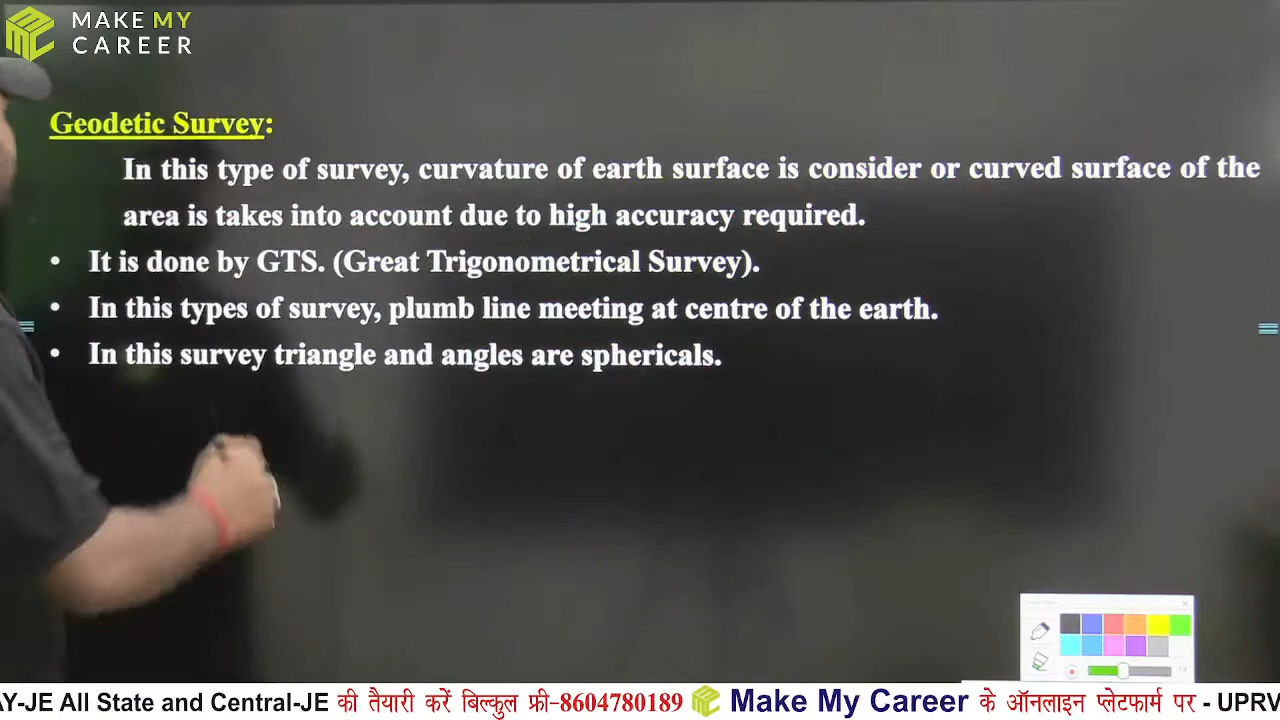 MAKE MY
CAREER
Geodetic Survey:
In this type of survey, curvature of earth surface is consider or curved surface of the
area is takes into account due to high accuracy required.
• It is done by GTS. (Great Trigonometrical Survey).
• In this types of survey, plumb line meeting at centre of the earth.
• In this survey triangle and angles are sphericals.
AY-JE All State and Central-JE की तैयारी करें बिल्कुल फ्री-8604780189 Make My Career के ऑनलाइन प्लेटफार्म पर - UPRV